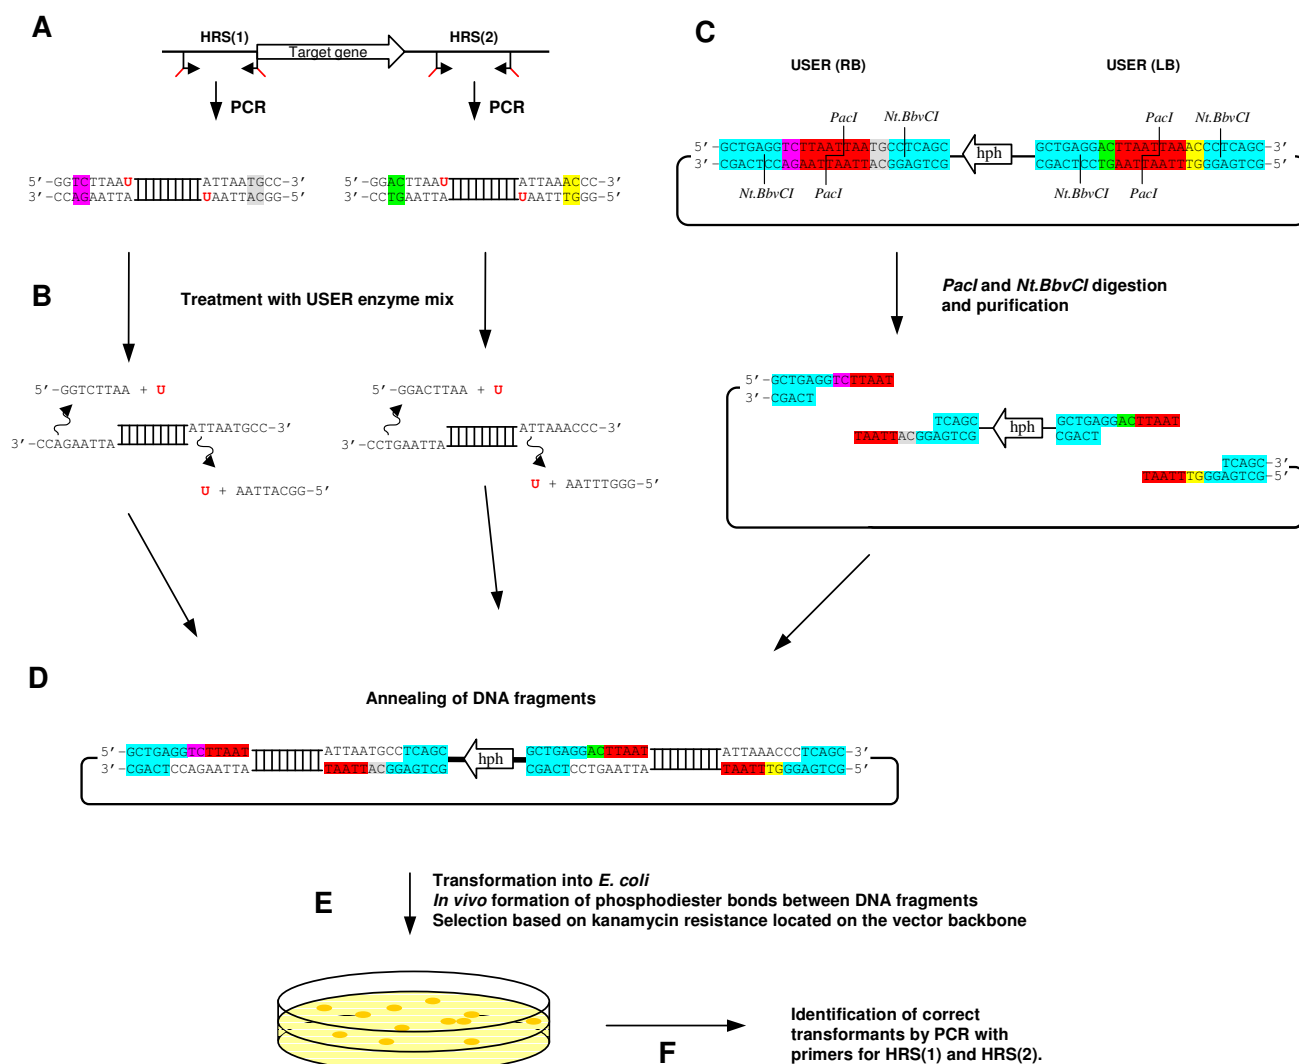 A
HRS(1)
HRS(2)
Target gene
PCR
PCR
5'-GGTCTTAAU
ATTAATGCC-3'
3'-CCAGAATTA
UAATTACGG-5'
5'-GGACTTAAU
ATTAAACCC-3'
3'-CCTGAATTA
UAATTTGGG-5'
B
Treatment with USER enzyme mix
5'-GGTCTTAA + U
ATTAATGCC-3'
3'-CCAGAATTA
U + AATTACGG-5'
5'-GGACTTAA + U
ATTAAACCC-3'
3'-CCTGAATTA
U + AATTTGGG-5'
C
USER (RB)
USER (LB)
PacI
Nt.BbvCI
PacI
Nt.BbvCI
5'-GCTGAGGTCTTAATTAATGCCTCAGC
hph
GCTGAGGACTTAATTAAACCCTCAGC-3'
3'-CGACTCCAGAATTAATTACGGAGTCG
CGACTCCTGAATTAATTTGGGAGTCG-5'
Nt.BbvCI
PacI
Nt.BbvCI
PacI
PacI and Nt.BbvCI digestion
and purification
5'-GCTGAGGTCTTAAT
3'-CGACT
TCAGC
TAATTACGGAGTCG
hph
GCTGAGGACTTAAT
CGACT
TCAGC-3'
TAATTTGGGAGTCG-5'
D
Annealing of DNA fragments
5'-GCTGAGGTCTTAAT
ATTAATGCCTCAGC
hph
GCTGAGGACTTAAT
ATTAAACCCTCAGC-3'
3'-CGACTCCAGAATTA
TAATTACGGAGTCG
CGACTCCTGAATTA
TAATTTGGGAGTCG-5'
E
Transformation into E. coli
In vivo formation of phosphodiester bonds between DNA fragments
Selection based on kanamycin resistance located on the vector backbone
F
Identification of correct
transformants by PCR with
primers for HRS(1) and HRS(2).